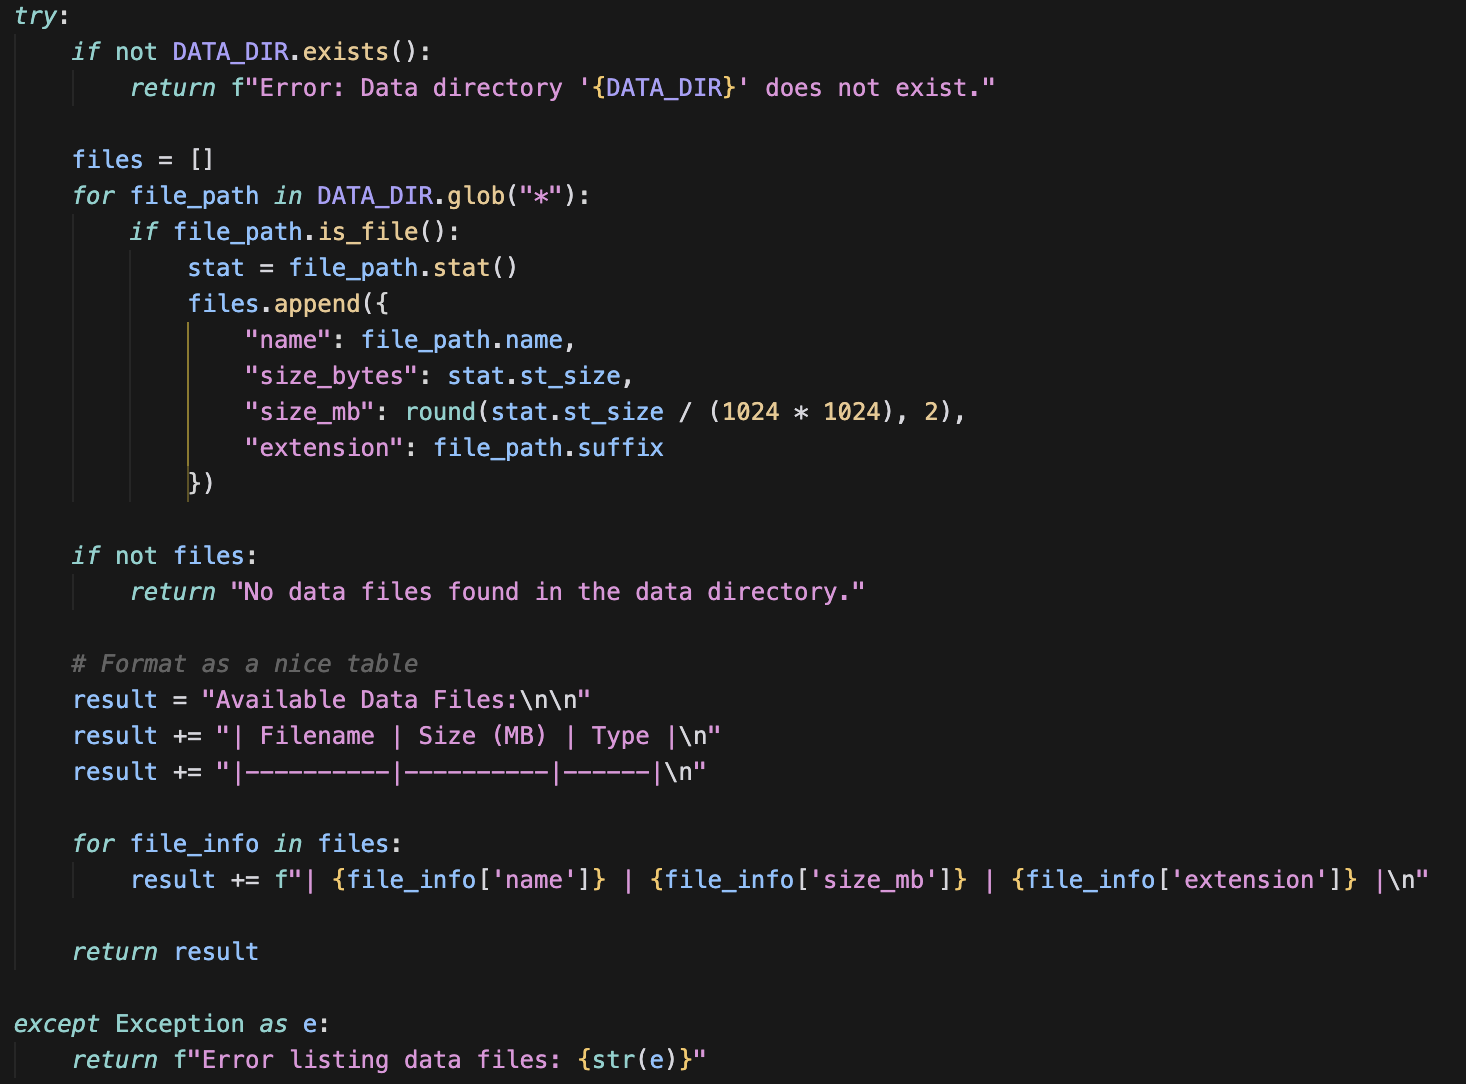 try:
    if not DATA_DIR.exists():
        return f"Error: Data directory '{DATA_DIR}' does not exist."

    files = []
    for file_path in DATA_DIR.glob("*"):
        if file_path.is_file():
            stat = file_path.stat()
            files.append({
                "name": file_path.name,
                "size_bytes": stat.st_size,
                "size_mb": round(stat.st_size / (1024 * 1024), 2),
                "extension": file_path.suffix
            })

    if not files:
        return "No data files found in the data directory."

    # Format as a nice table
    result = "Available Data Files:\n\n"
    result += "| Filename | Size (MB) | Type |\n"
    result += "|----------|----------|------|\n"

    for file_info in files:
        result += f"| {file_info['name']} | {file_info['size_mb']} | {file_info['extension']} |\n"

    return result

except Exception as e:
    return f"Error listing data files: {str(e)}"